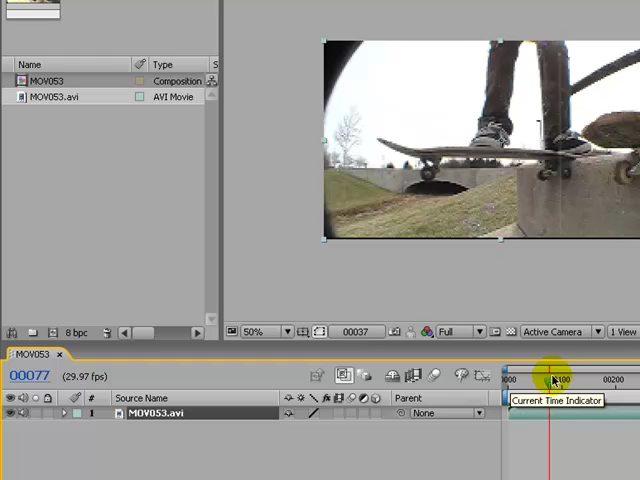 Name Type S
MOV053 Composition
MOV053.avi AVI Movie
8 bpc
50% 00037 Full Active Camera 1 View
MOV053 ×
00077 (29.97 fps)
0000 00100 00200
# Source Name Parent
Current Time Indicator
1 MOV053.avi None